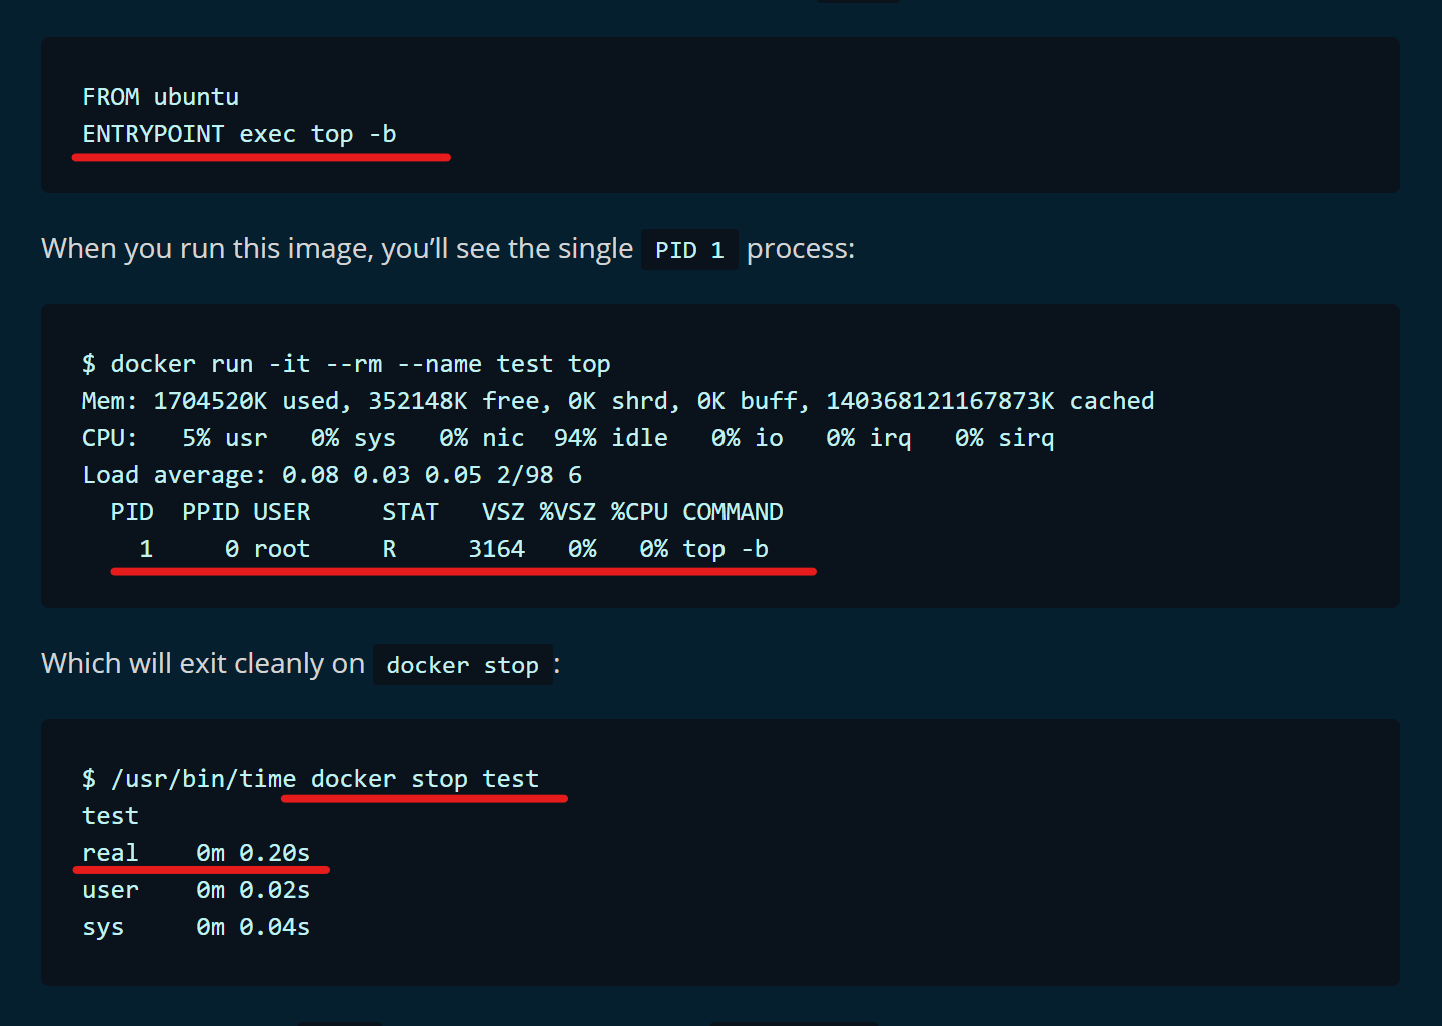 FROM ubuntu
ENTRYPOINT exec top -b
When you run this image, you’ll see the single PID 1 process:
$ docker run -it --rm --name test top
Mem: 1704520K used, 352148K free, 0K shrd, 0K buff, 140368121167873K cached
CPU:   5% usr   0% sys   0% nic  94% idle   0% io   0% irq   0% sirq
Load average: 0.08 0.03 0.05 2/98 6
  PID  PPID USER     STAT   VSZ %VSZ %CPU COMMAND
    1     0 root     R     3164   0%   0% top -b
Which will exit cleanly on docker stop:
$ /usr/bin/time docker stop test
test
real    0m 0.20s
user    0m 0.02s
sys     0m 0.04s